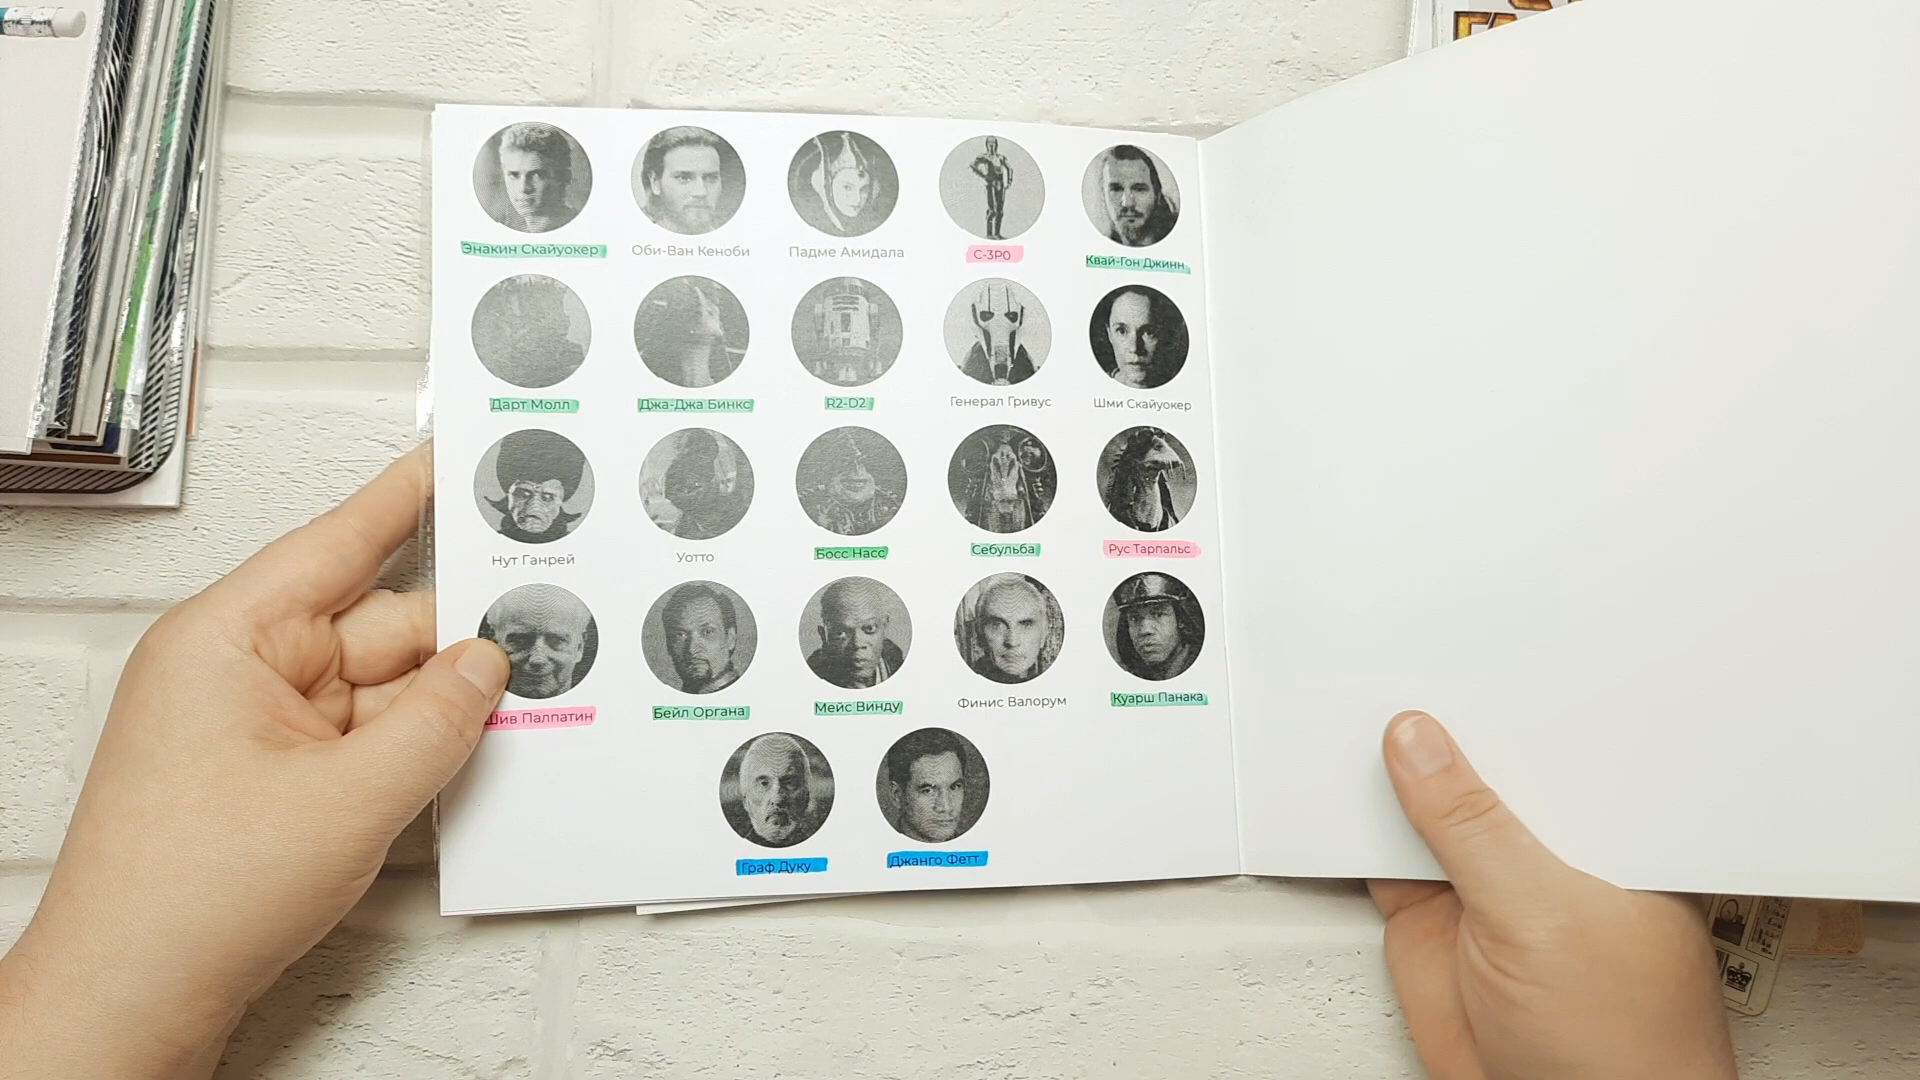 Энакин Скайуокер
Оби-Ван Кеноби
Падме Амидала
C-3PO
Квай-Гон Джинн
Дарт Молл
Джа-Джа Бинкс
R2-D2
Генерал Гривус
Шми Скайуокер
Нут Ганрей
Уотто
Босс Насс
Себульба
Рус Тарпальс
Шив Палпатин
Бейл Органа
Мейс Винду
Финис Валорум
Куарш Панака
Граф Дуку
Джанго Фетт